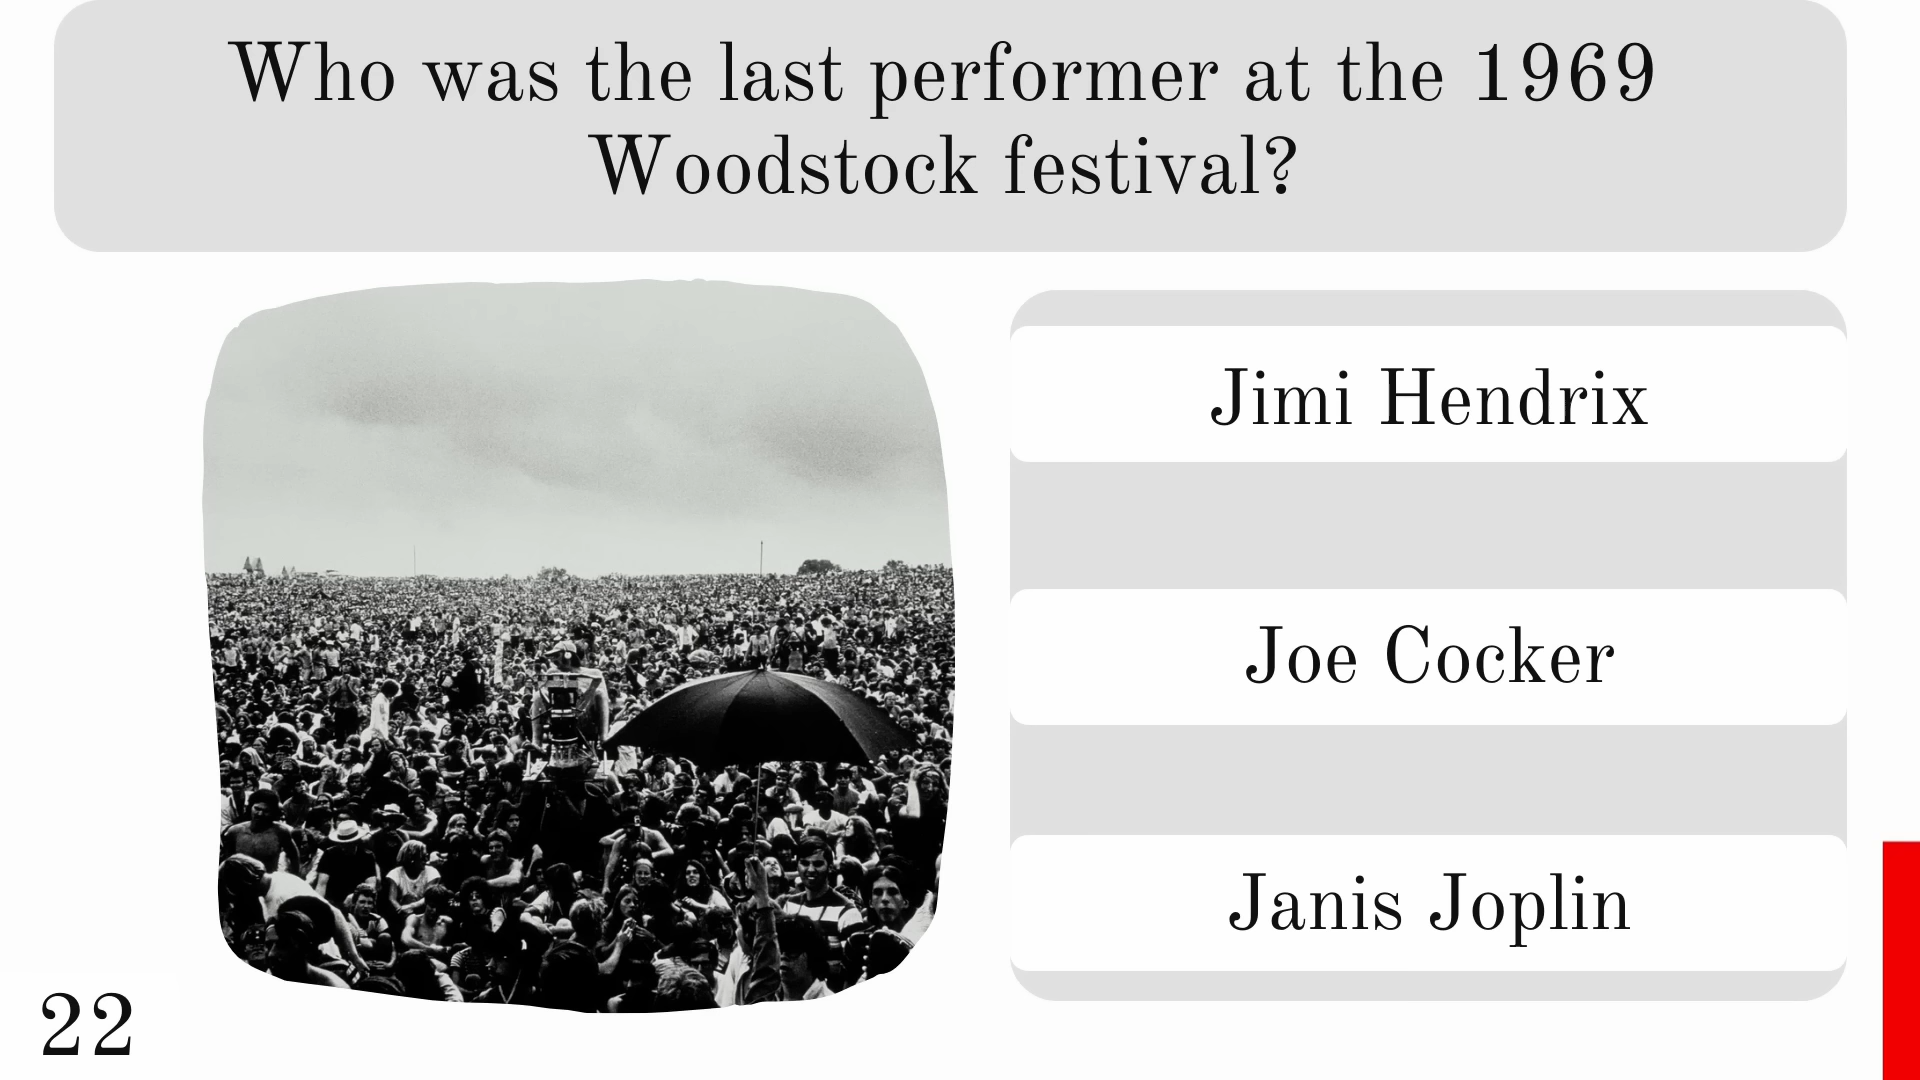 Who was the last performer at the 1969
Woodstock festival?
Jimi Hendrix
Joe Cocker
Janis Joplin
22